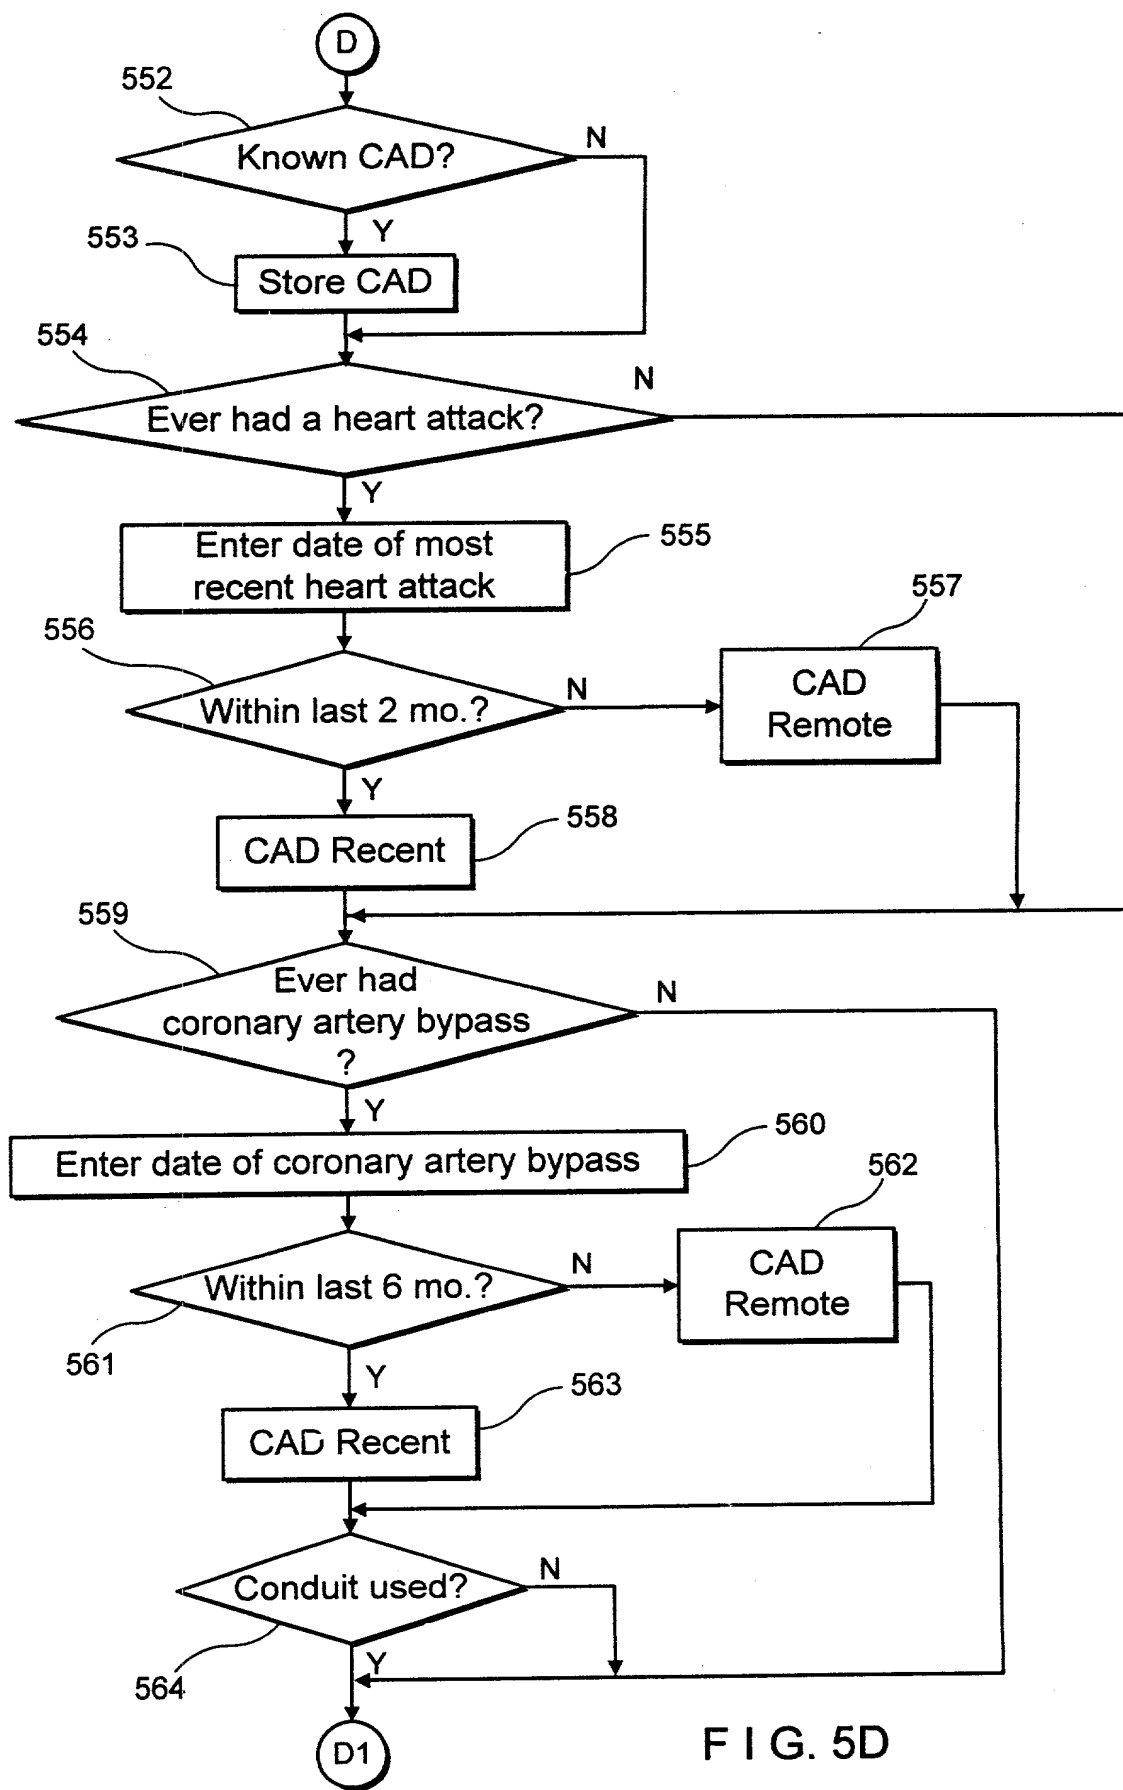 D
552
Known CAD?
N
Y
553
Store CAD
554
N
Ever had a heart attack?
Y
Enter date of most
recent heart attack
555
556
557
Within last 2 mo.?
N
CAD
Remote
Y
CAD Recent
558
559
Ever had
coronary artery bypass
?
N
Y
560
Enter date of coronary artery bypass
562
Within last 6 mo.?
N
CAD
Remote
561
Y
563
CAD Recent
Conduit used?
N
564
Y
D1
F I G. 5D